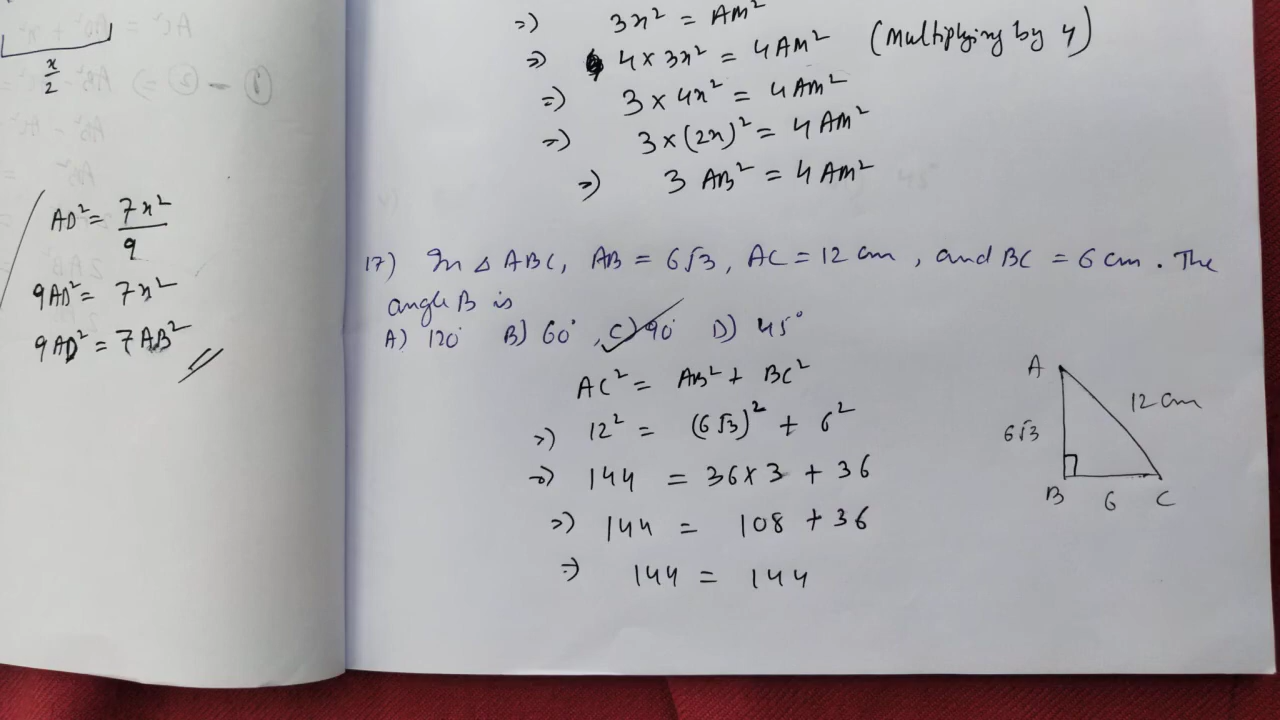 x/2
AD² = 7x²/9
9AD² = 7x²
9AD² = 7AB²
=) 3x² = AM²
=) 4 × 3x² = 4AM² (Multiplying by 4)
=) 3 × 4x² = 4AM²
=) 3 × (2x)² = 4AM²
=) 3 AB² = 4AM²
17) In △ ABC, AB = 6√3, AC = 12 cm, and BC = 6 cm. The
angle B is
A) 120° B) 60°, C) 90° D) 45°
AC² = AB² + BC²
=) 12² = (6√3)² + 6²
=) 144 = 36×3 + 36
=) 144 = 108 + 36
=) 144 = 144
A
12 cm
6√3
B 6 C